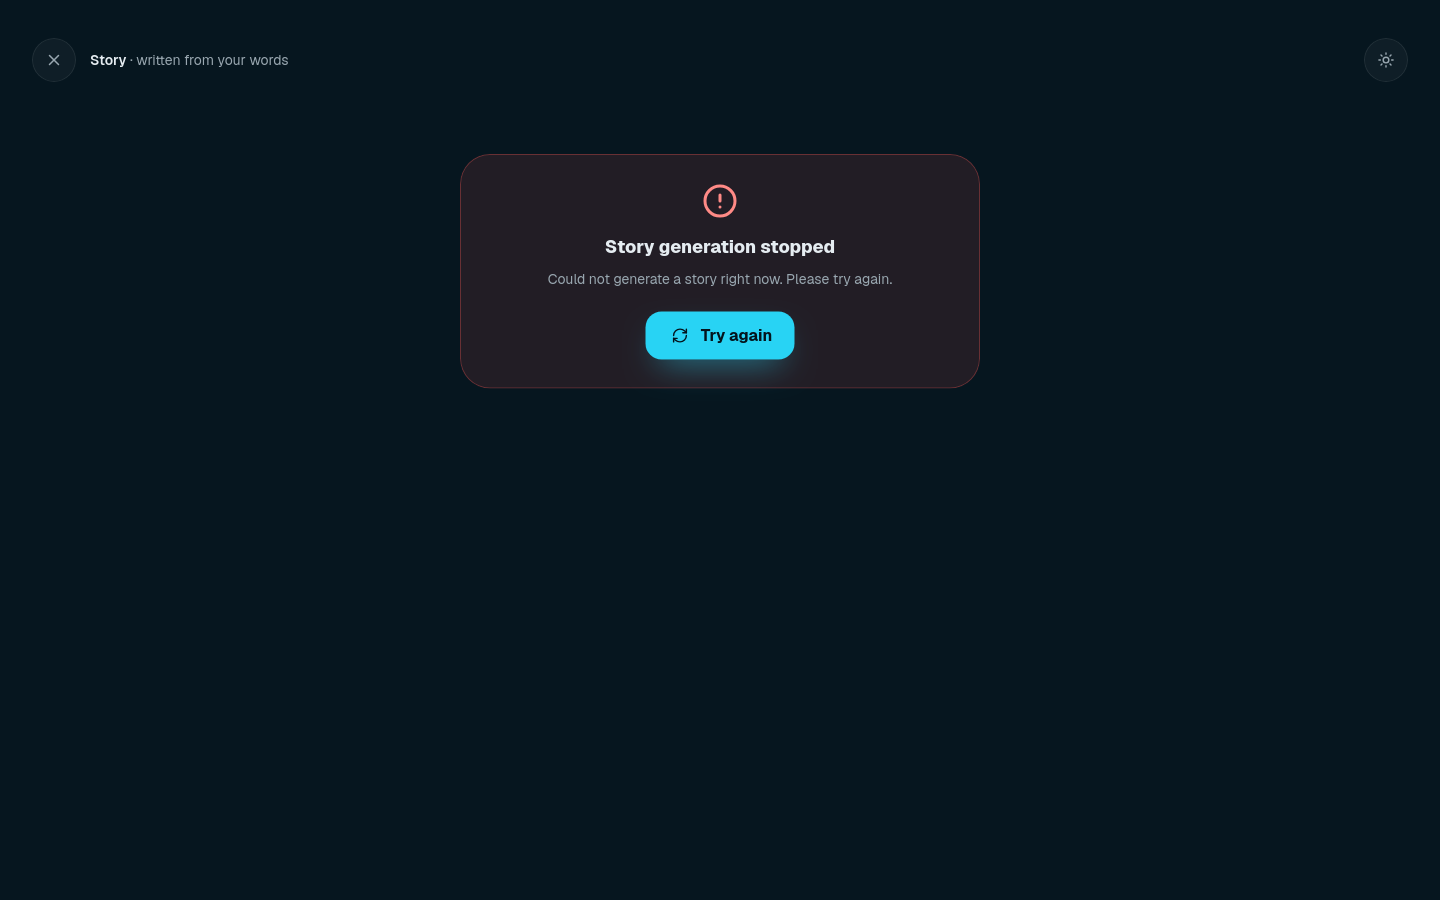 Story · written from your words
Story generation stopped
Could not generate a story right now. Please try again.
Try again